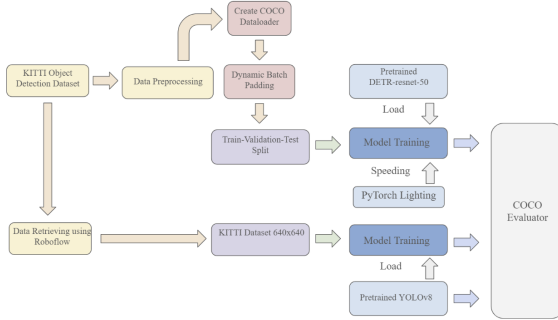 Create COCO
Dataloader
KITTI Object
Detection Dataset
Data Preprocessing
Dynamic Batch
Padding
Pretrained
DETR-resnet-50
Load
Train-Validation-Test
Split
Model Training
Speeding
PyTorch Lighting
COCO
Evaluator
Data Retrieving using
Roboflow
KITTI Dataset 640x640
Model Training
Load
Pretrained YOLOv8